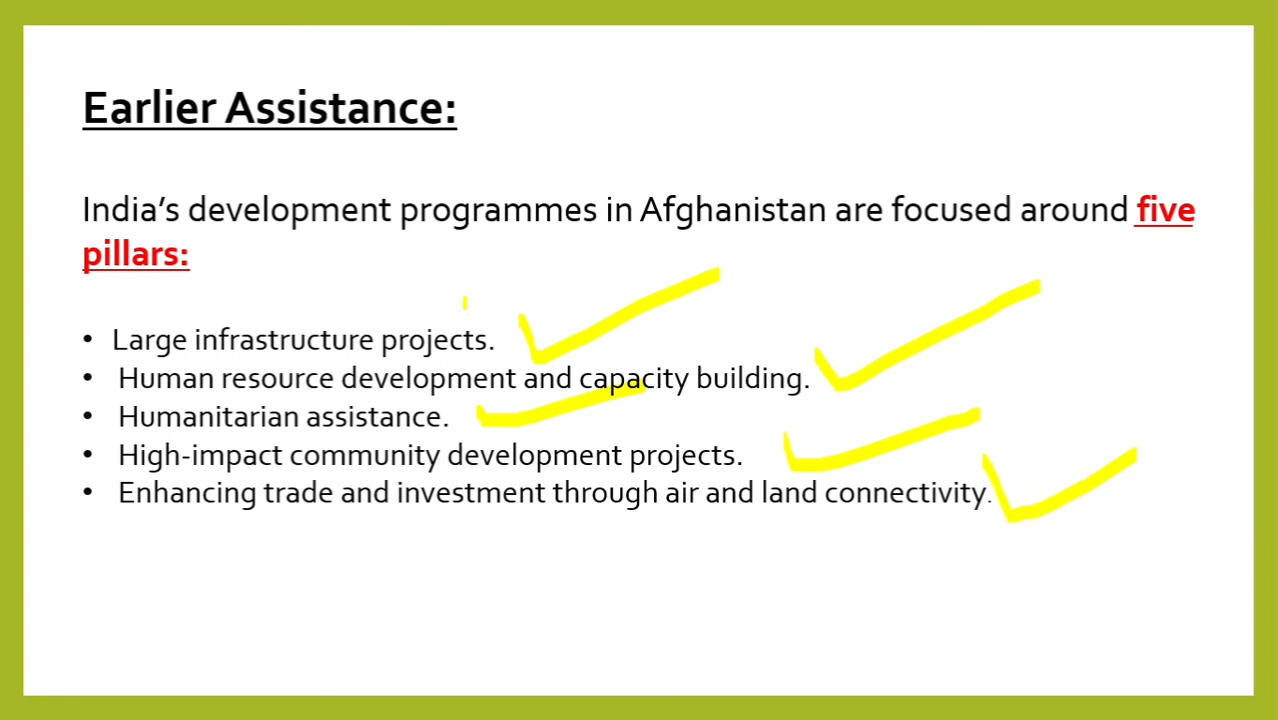 Earlier Assistance:
India's development programmes in Afghanistan are focused around five
pillars:
• Large infrastructure projects.
• Human resource development and capacity building.
• Humanitarian assistance.
• High-impact community development projects.
• Enhancing trade and investment through air and land connectivity.